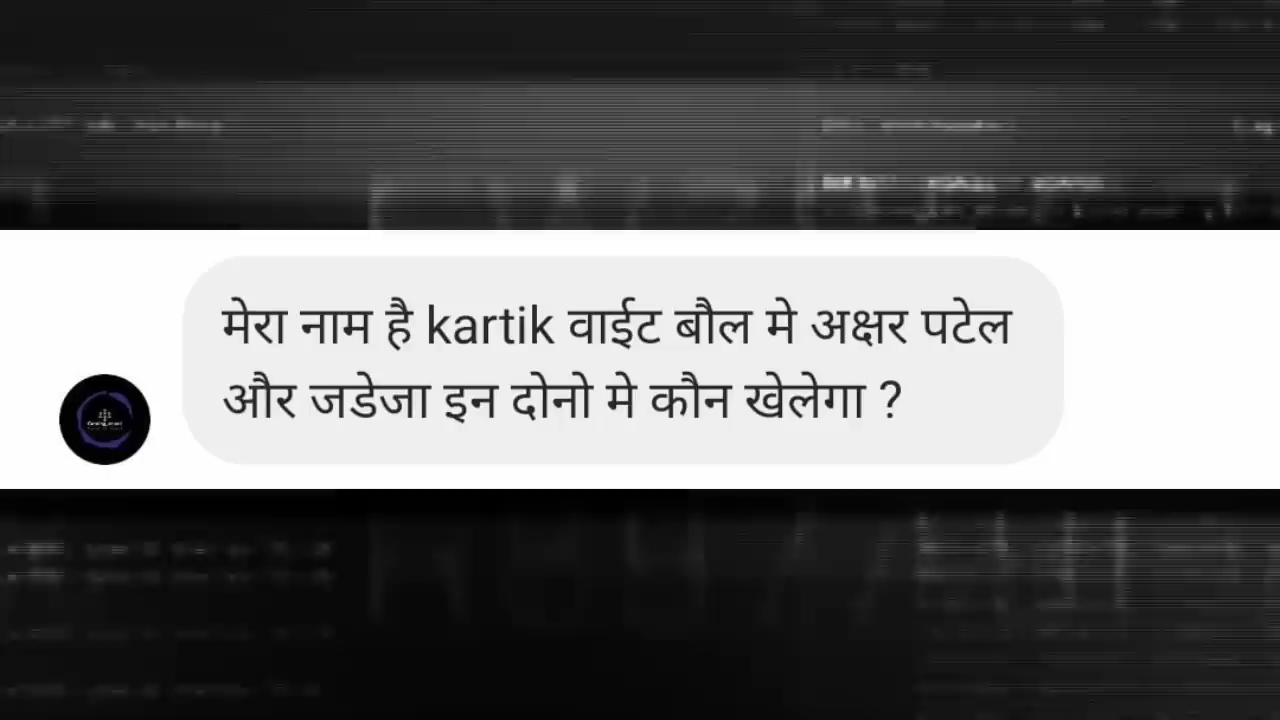 मेरा नाम है kartik वाईट बौल मे अक्षर पटेल
और जडेजा इन दोनो मे कौन खेलेगा ?